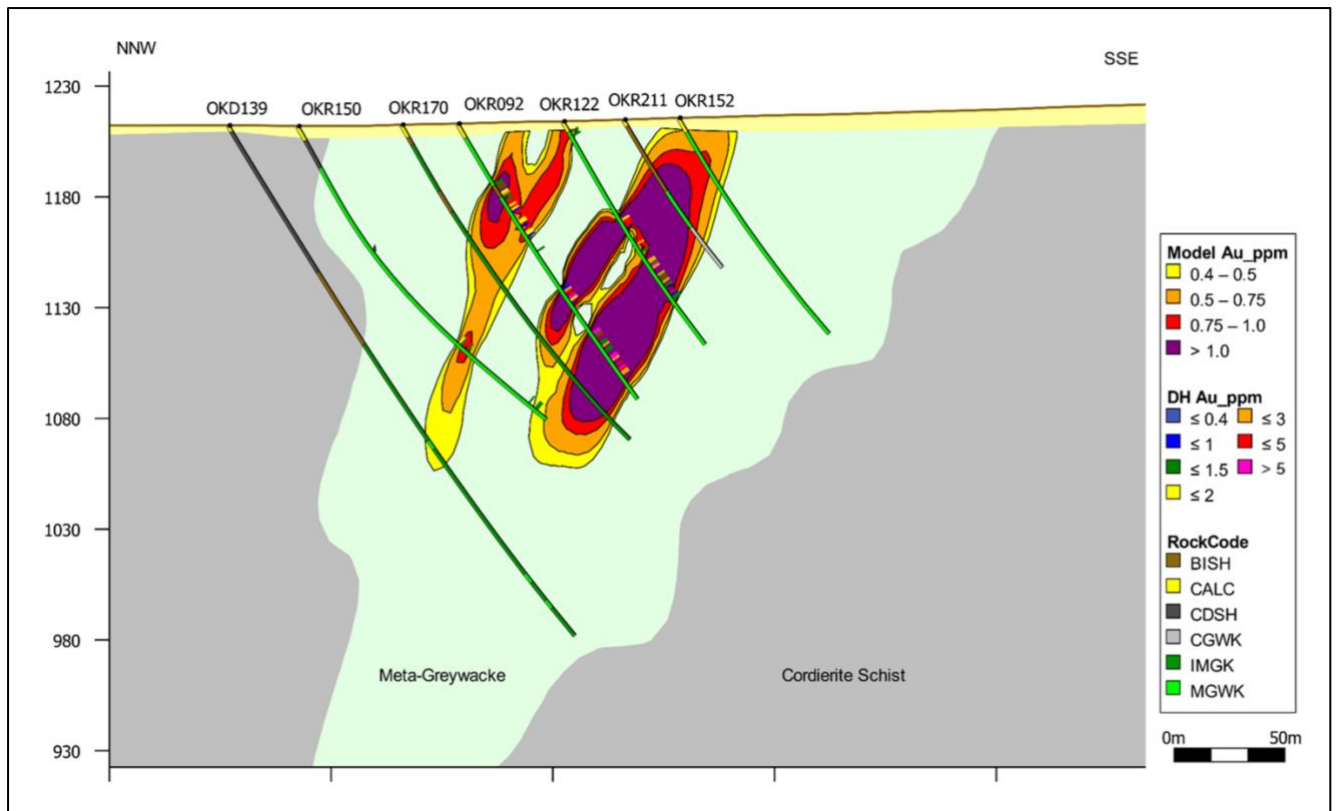 NNW
SSE
1230
1180
1130
1080
1030
980
930
OKD139
OKR150
OKR170
OKR092
OKR122
OKR211
OKR152
Meta-Greywacke
Cordierite Schist
Model Au_ppm
0.4 – 0.5
0.5 – 0.75
0.75 – 1.0
> 1.0
DH Au_ppm
≤ 0.4 ≤ 3
≤ 1 ≤ 5
≤ 1.5 > 5
≤ 2
RockCode
BISH
CALC
CDSH
CGWK
IMGK
MGWK
0m 50m